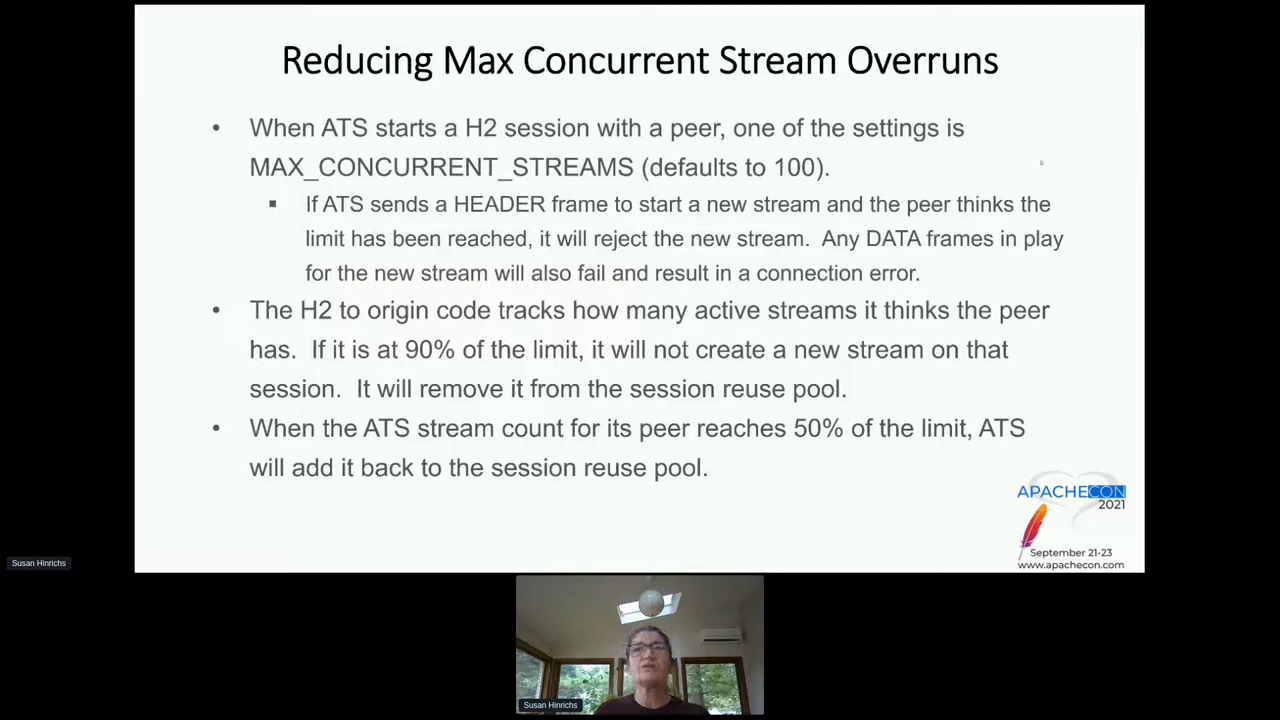 Reducing Max Concurrent Stream Overruns
• When ATS starts a H2 session with a peer, one of the settings is
MAX_CONCURRENT_STREAMS (defaults to 100).
▪ If ATS sends a HEADER frame to start a new stream and the peer thinks the
limit has been reached, it will reject the new stream. Any DATA frames in play
for the new stream will also fail and result in a connection error.
• The H2 to origin code tracks how many active streams it thinks the peer
has. If it is at 90% of the limit, it will not create a new stream on that
session. It will remove it from the session reuse pool.
• When the ATS stream count for its peer reaches 50% of the limit, ATS
will add it back to the session reuse pool.
APACHECON
2021
September 21-23
www.apachecon.com
Susan Hinrichs
Susan Hinrichs